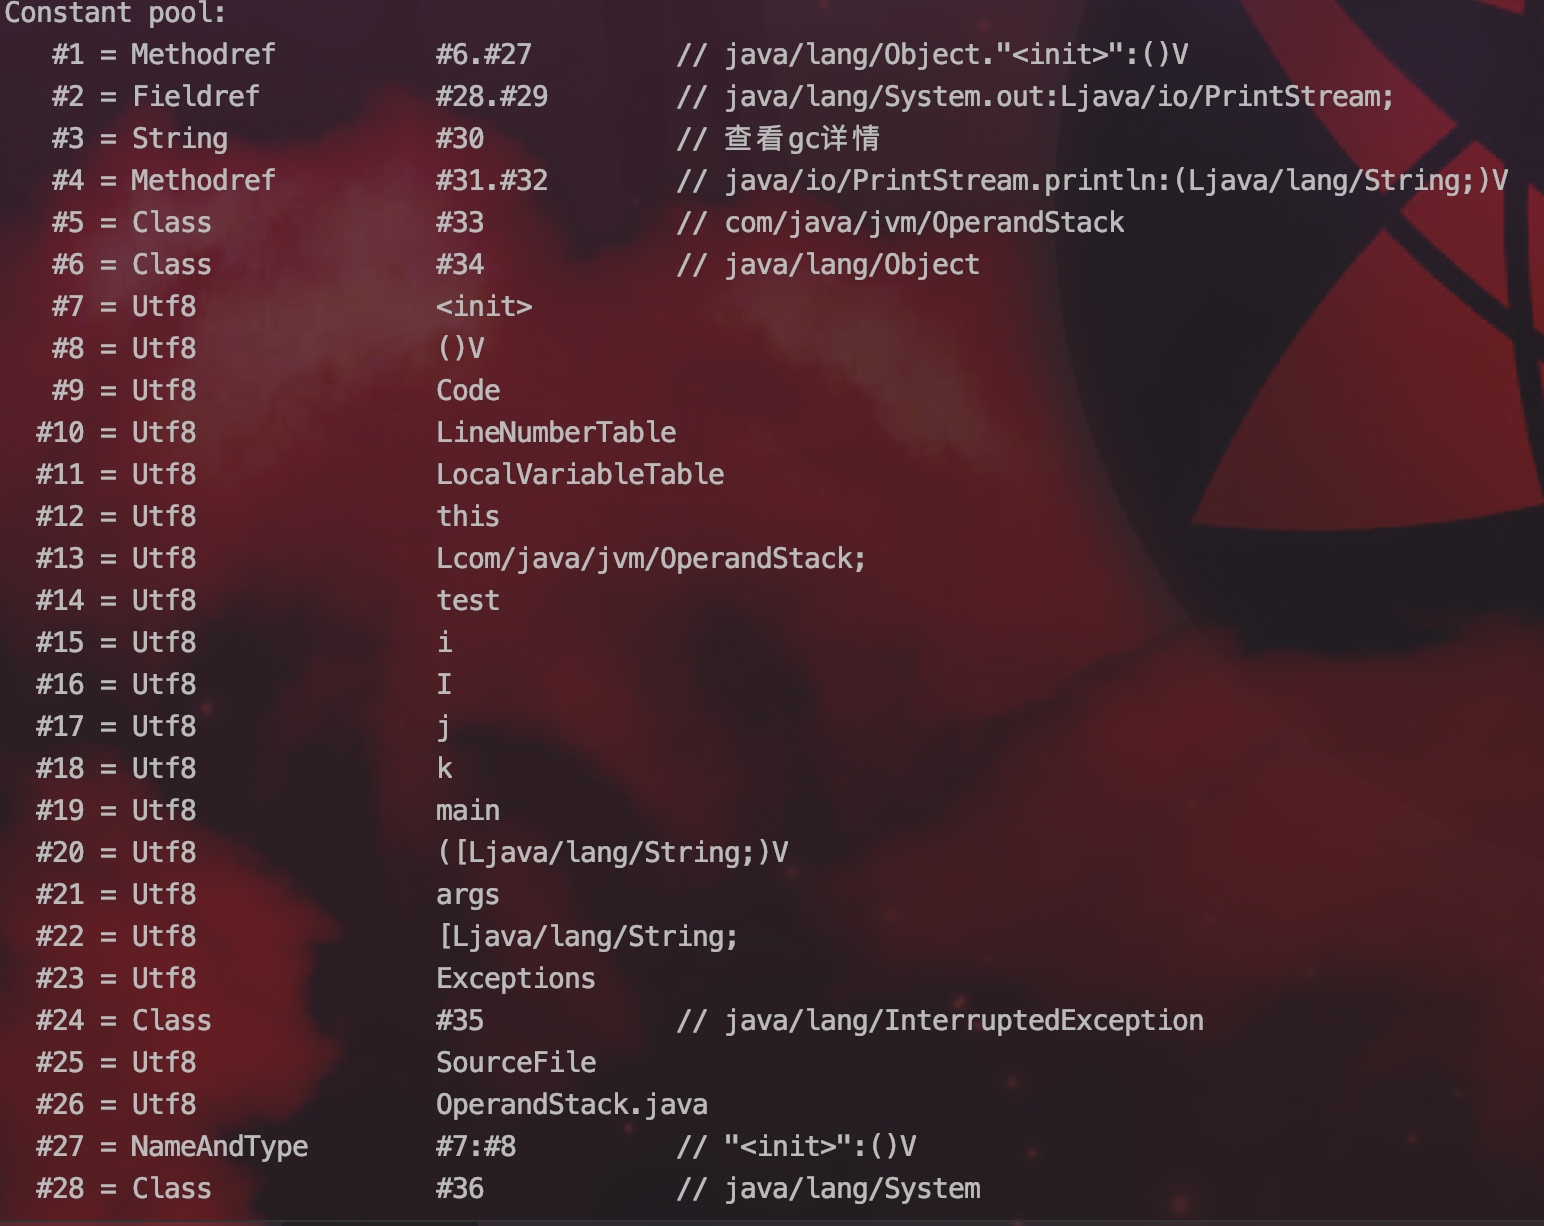 Constant pool:
#1 = Methodref #6.#27 // java/lang/Object."<init>":()V
#2 = Fieldref #28.#29 // java/lang/System.out:Ljava/io/PrintStream;
#3 = String #30 // 查看gc详情
#4 = Methodref #31.#32 // java/io/PrintStream.println:(Ljava/lang/String;)V
#5 = Class #33 // com/java/jvm/OperandStack
#6 = Class #34 // java/lang/Object
#7 = Utf8 <init>
#8 = Utf8 ()V
#9 = Utf8 Code
#10 = Utf8 LineNumberTable
#11 = Utf8 LocalVariableTable
#12 = Utf8 this
#13 = Utf8 Lcom/java/jvm/OperandStack;
#14 = Utf8 test
#15 = Utf8 i
#16 = Utf8 I
#17 = Utf8 j
#18 = Utf8 k
#19 = Utf8 main
#20 = Utf8 ([Ljava/lang/String;)V
#21 = Utf8 args
#22 = Utf8 [Ljava/lang/String;
#23 = Utf8 Exceptions
#24 = Class #35 // java/lang/InterruptedException
#25 = Utf8 SourceFile
#26 = Utf8 OperandStack.java
#27 = NameAndType #7:#8 // "<init>":()V
#28 = Class #36 // java/lang/System